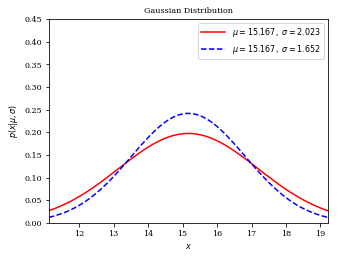 Gaussian Distribution
μ = 15.167, σ = 2.023
μ = 15.167, σ = 1.652
0.45
0.40
0.35
0.30
0.25
0.20
0.15
0.10
0.05
0.00
p(x|μ, σ)
12 13 14 15 16 17 18 19
x